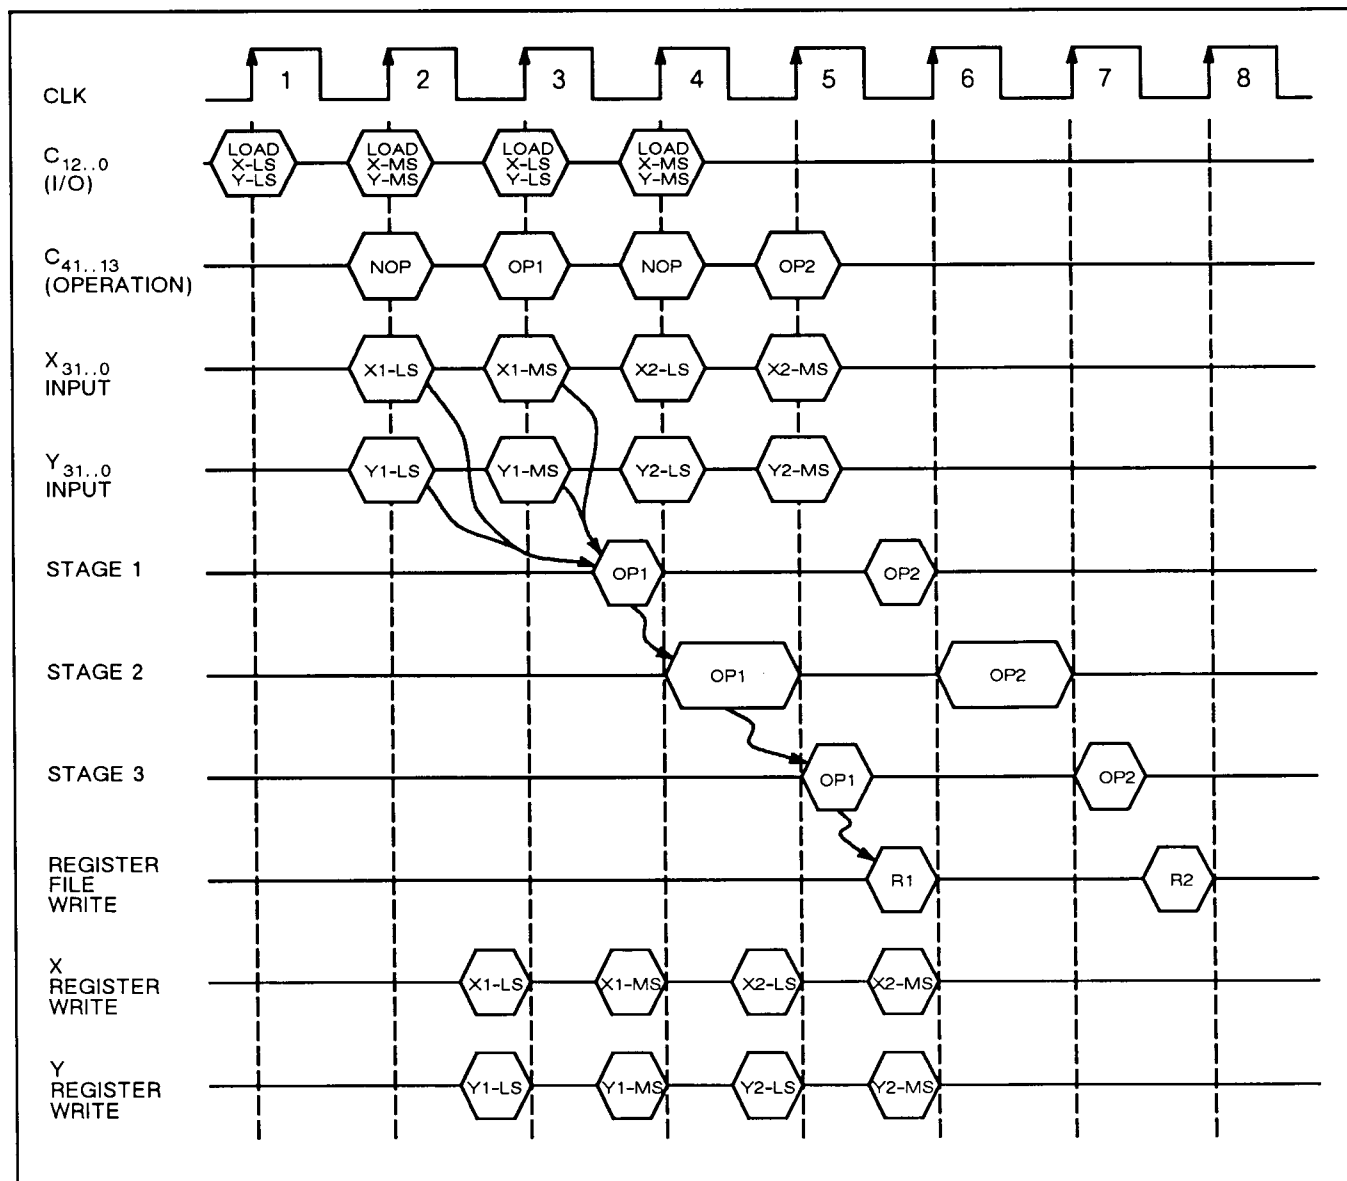 1 2 3 4 5 6 7 8
CLK
C12..0
(I/O)
LOAD
X-LS
Y-LS
LOAD
X-MS
Y-MS
LOAD
X-LS
Y-LS
LOAD
X-MS
Y-MS
C41..13
(OPERATION)
NOP OP1 NOP OP2
X31..0
INPUT
X1-LS X1-MS X2-LS X2-MS
Y31..0
INPUT
Y1-LS Y1-MS Y2-LS Y2-MS
STAGE 1
OP1 OP2
STAGE 2
OP1 OP2
STAGE 3
OP1 OP2
REGISTER
FILE
WRITE
R1 R2
X
REGISTER
WRITE
X1-LS X1-MS X2-LS X2-MS
Y
REGISTER
WRITE
Y1-LS Y1-MS Y2-LS Y2-MS